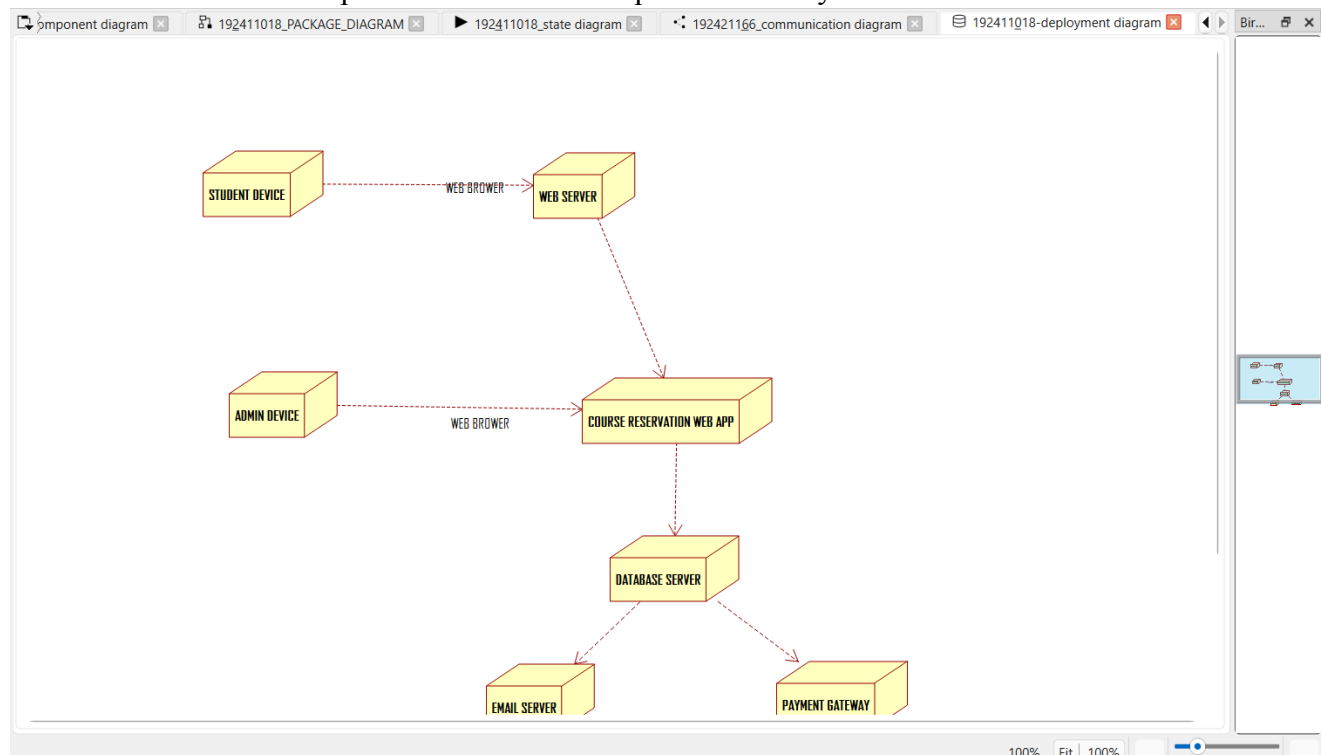 omponent diagram
192411018_PACKAGE_DIAGRAM
192411018_state diagram
192421166_communication diagram
192411018-deployment diagram
Bir...
STUDENT DEVICE
WEB BROWER
WEB SERVER
ADMIN DEVICE
WEB BROWER
COURSE RESERVATION WEB APP
DATABASE SERVER
EMAIL SERVER
PAYMENT GATEWAY
100% Fit 100%